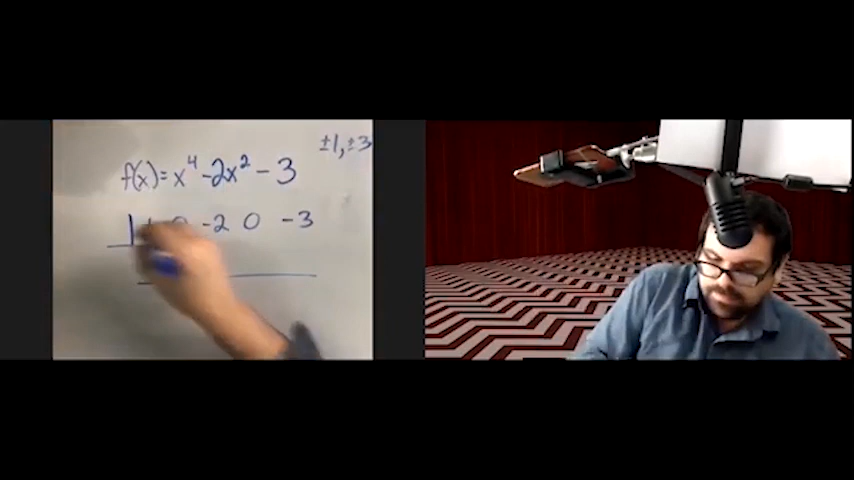 ±1, ±3
f(x) = x⁴ - 2x² - 3
-2 0 -3